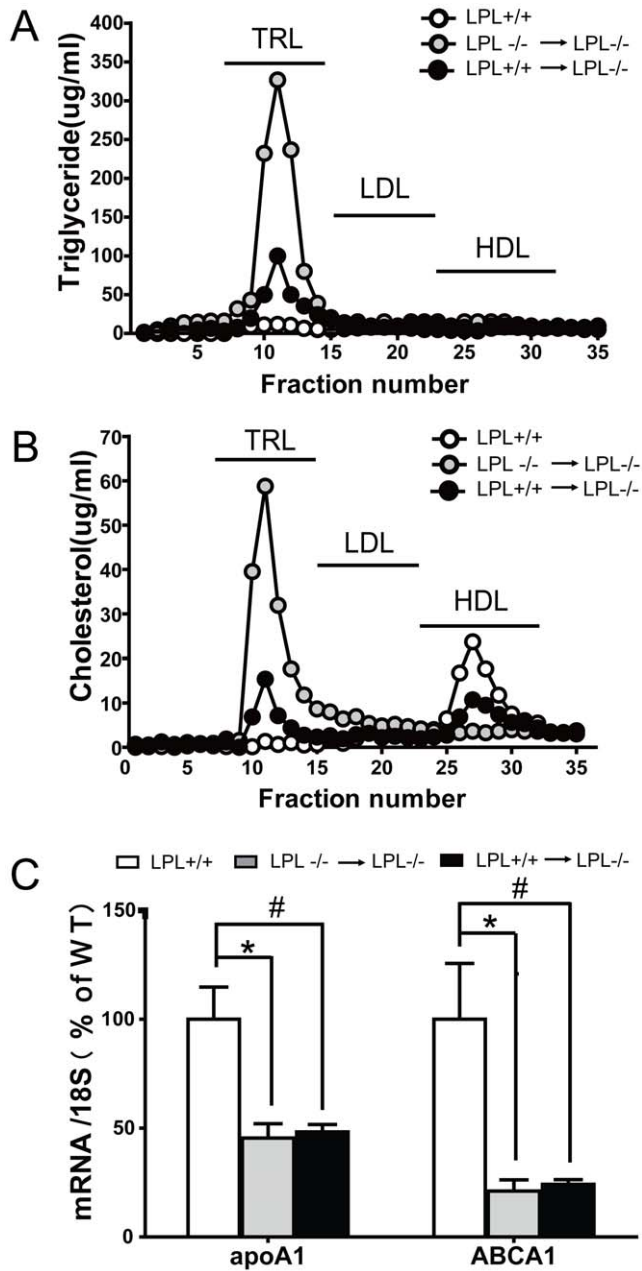 A
LPL+/+
LPL -/- → LPL-/-
LPL+/+ → LPL-/-
TRL
LDL
HDL
Triglyceride(ug/ml)
400
350
300
250
200
150
100
50
0
5 10 15 20 25 30 35
Fraction number
B
LPL+/+
LPL -/- → LPL-/-
LPL+/+ → LPL-/-
TRL
LDL
HDL
Cholesterol(ug/ml)
70
60
50
40
30
20
10
0
0 5 10 15 20 25 30 35
Fraction number
C
LPL+/+ LPL -/- → LPL-/- LPL+/+ → LPL-/-
mRNA /18S ( % of WT)
150
100
50
0
# *
# *
apoA1 ABCA1